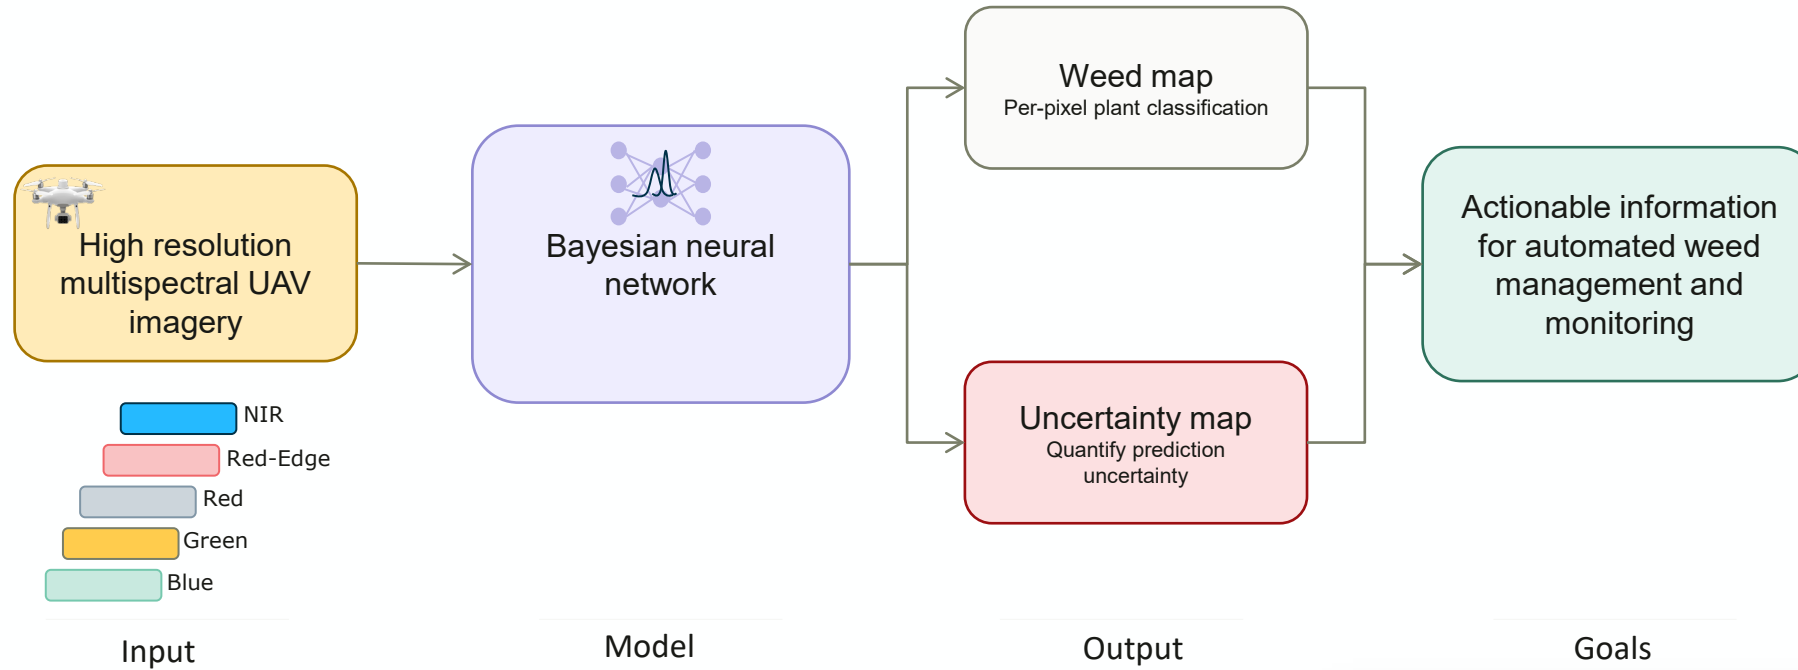 High resolution
multispectral UAV
imagery
NIR
Red-Edge
Red
Green
Blue
Input
Bayesian neural
network
Model
Weed map
Per-pixel plant classification
Uncertainty map
Quantify prediction
uncertainty
Output
Actionable information
for automated weed
management and
monitoring
Goals